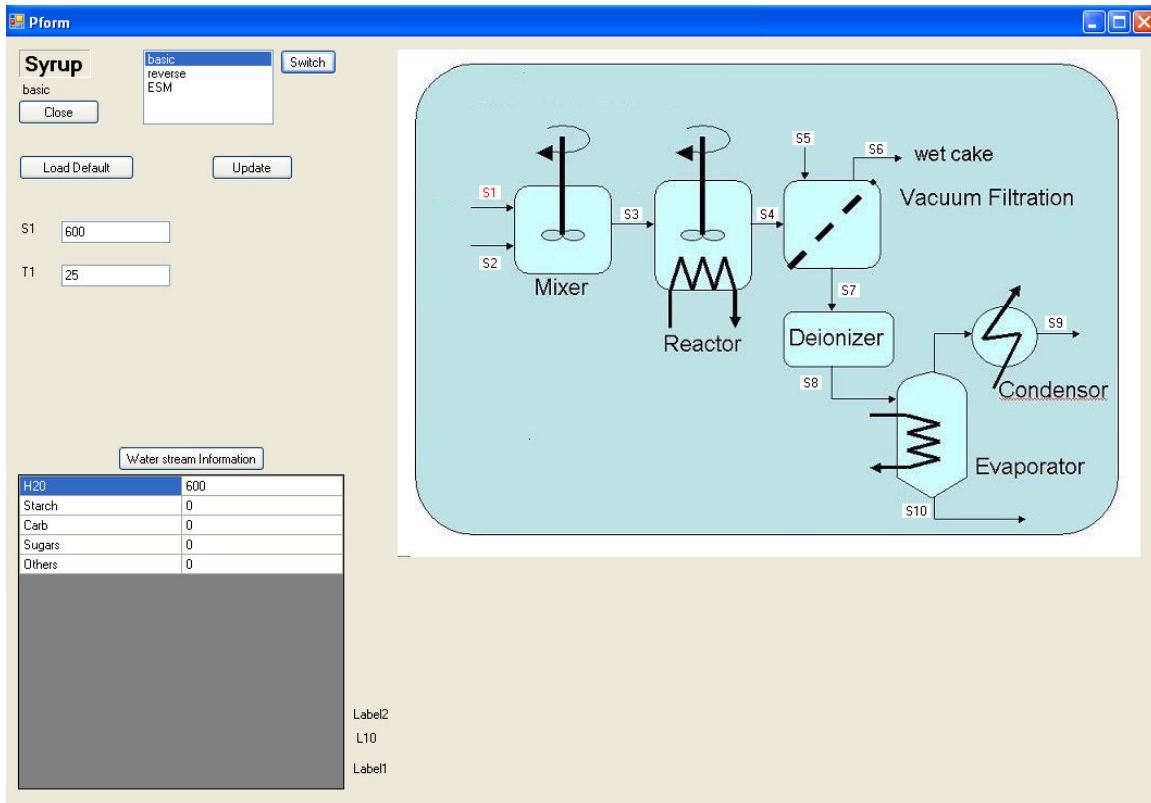 Pform
Syrup
basic
Close
basic
reverse
ESM
Switch
Load Default
Update
S1
600
T1
25
Water stream Information
H20
600
Starch
0
Carb
0
Sugars
0
Others
0
Label2
L10
Label1
S1
S2
Mixer
S3
Reactor
S4
S5
S6
wet cake
Vacuum Filtration
S7
Deionizer
S8
S9
Condensor
Evaporator
S10